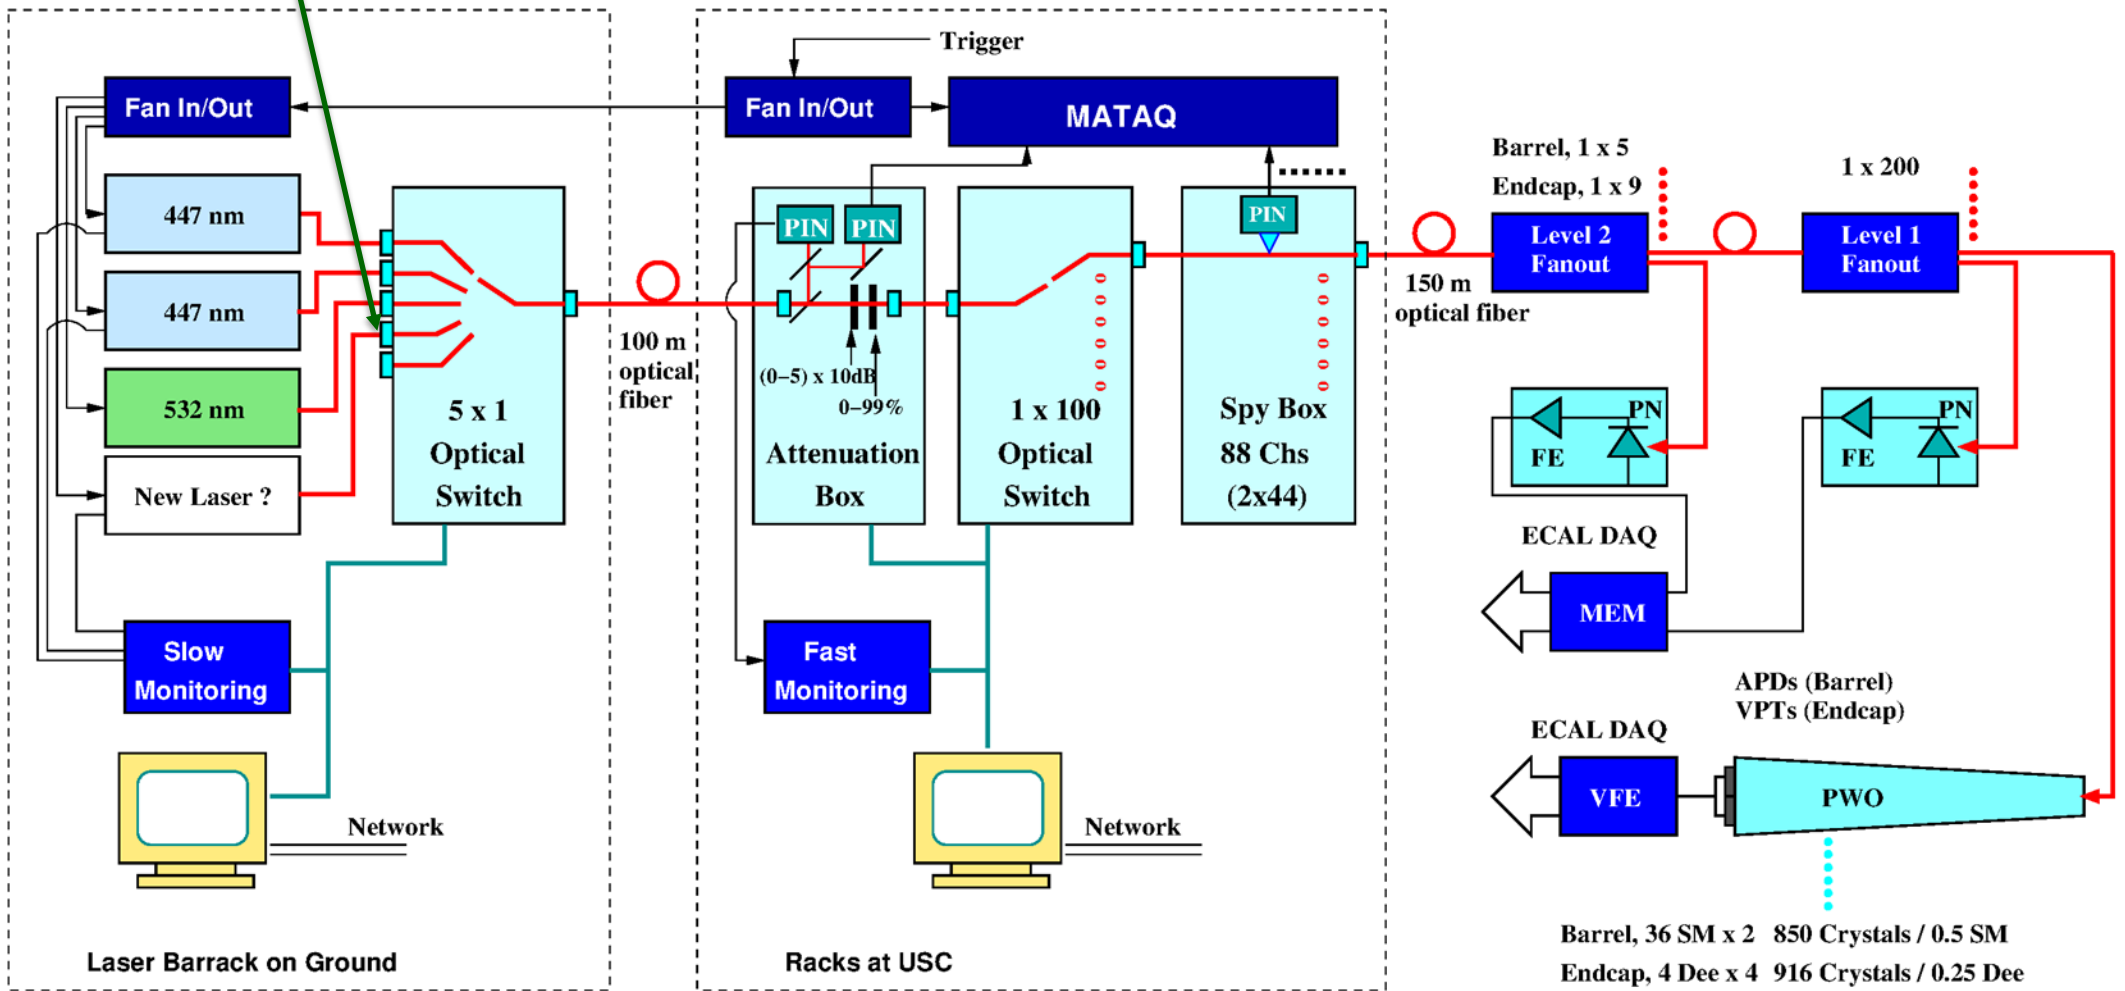 Trigger
Fan In/Out
Fan In/Out
MATAQ
Barrel, 1 x 5
Endcap, 1 x 9
1 x 200
447 nm
447 nm
532 nm
New Laser ?
5 x 1
Optical
Switch
100 m
optical
fiber
PIN
PIN
(0–5) x 10dB
0–99%
Attenuation
Box
1 x 100
Optical
Switch
PIN
Spy Box
88 Chs
(2x44)
150 m
optical fiber
Level 2
Fanout
Level 1
Fanout
PN
FE
PN
FE
ECAL DAQ
MEM
Slow
Monitoring
Fast
Monitoring
APDs (Barrel)
VPTs (Endcap)
ECAL DAQ
VFE
PWO
Network
Network
Barrel, 36 SM x 2 850 Crystals / 0.5 SM
Endcap, 4 Dee x 4 916 Crystals / 0.25 Dee
Laser Barrack on Ground
Racks at USC